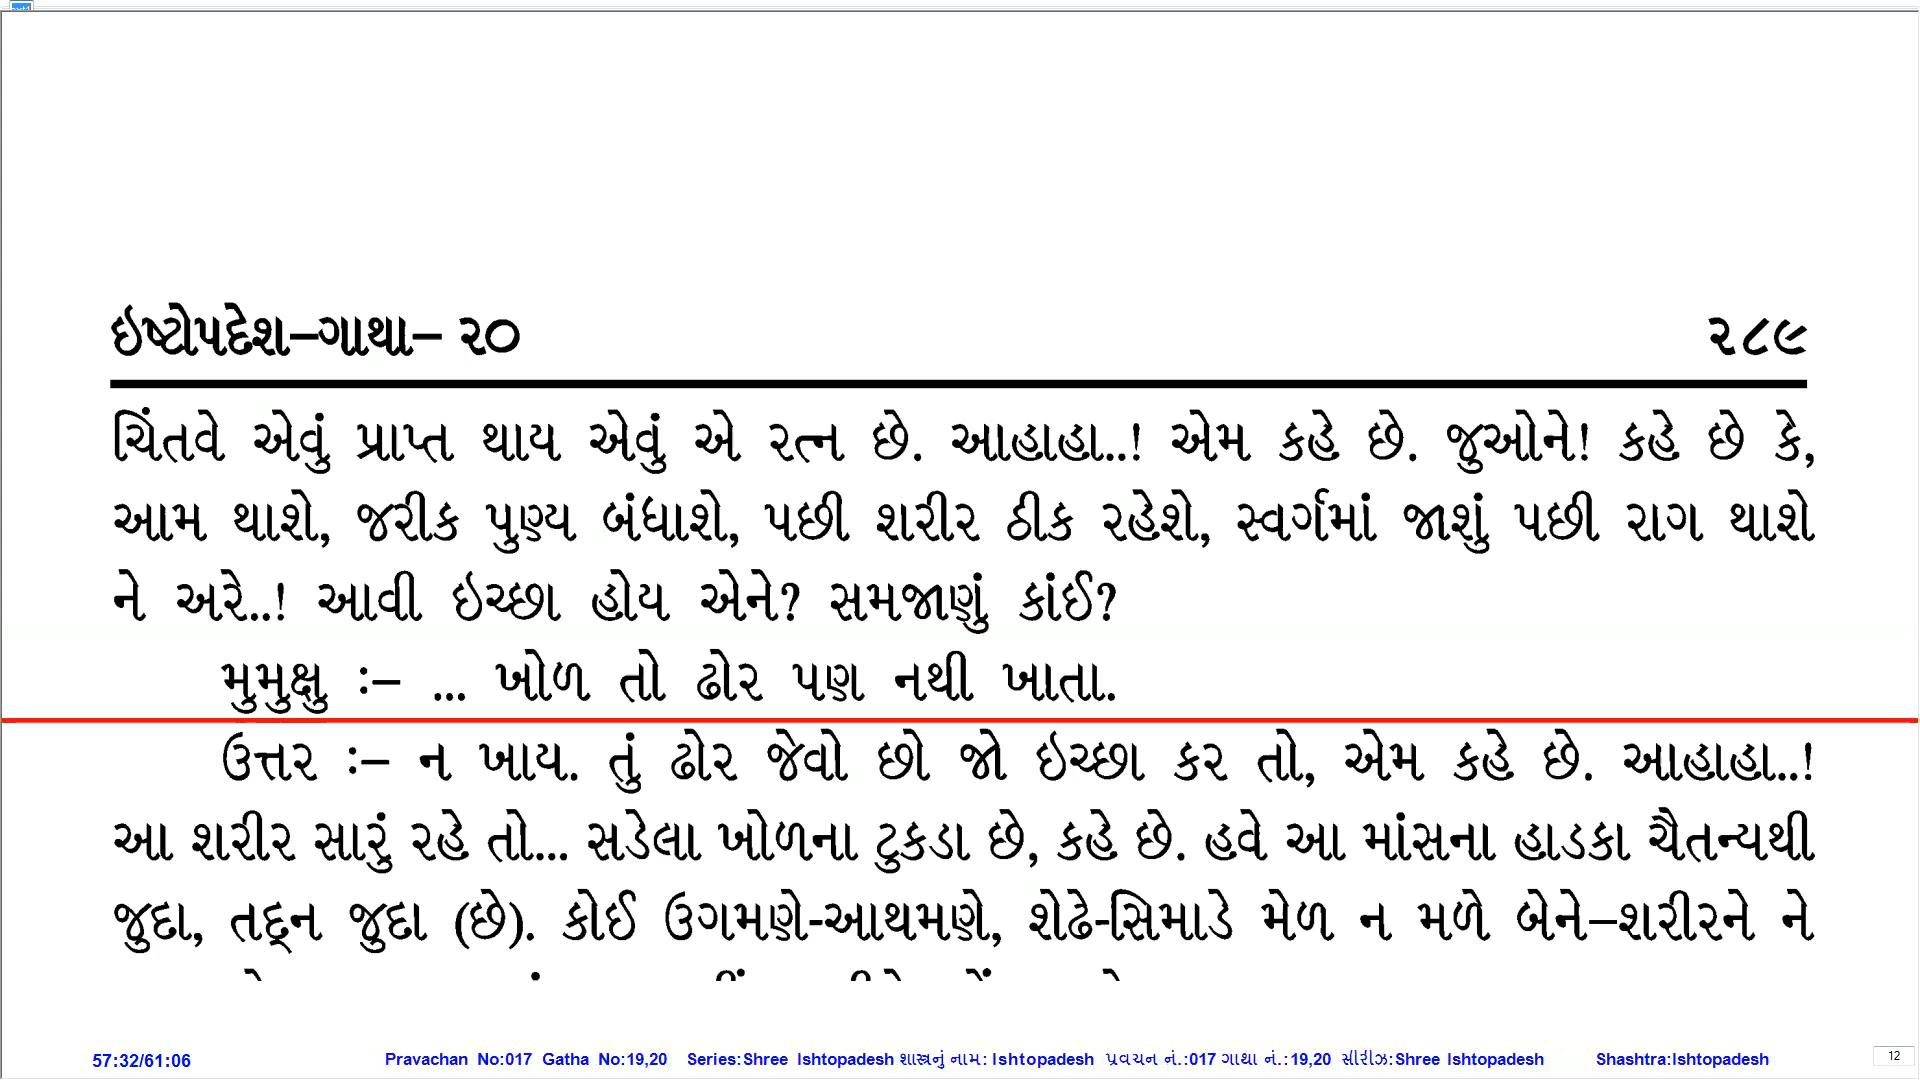 ઇષ્ટોપદેશ–ગાથા– ૨૦ ૨૮૯
ચિંતવે એવું પ્રાપ્ત થાય એવું એ રત્ન છે. આહાહા..! એમ કહે છે. જુઓને! કહે છે કે,
આમ થાશે, જરીક પુણ્ય બંધાશે, પછી શરીર ઠીક રહેશે, સ્વર્ગમાં જાશું પછી રાગ થાશે
ને અરે..! આવી ઇચ્છા હોય એને? સમજાણું કાંઈ?
મુમુક્ષુ :– ... ખોળ તો ઢોર પણ નથી ખાતા.
ઉત્તર :– ન ખાય. તું ઢોર જેવો છો જો ઇચ્છા કર તો, એમ કહે છે. આહાહા..!
આ શરીર સારું રહે તો... સડેલા ખોળના ટુકડા છે, કહે છે. હવે આ માંસના હાડકા ચૈતન્યથી
જુદા, તદ્દન જુદા (છે). કોઈ ઉગમણે-આથમણે, શેઢે-સિમાડે મેળ ન મળે બેને–શરીરને ને
57:32/61:06 Pravachan No:017 Gatha No:19,20 Series:Shree Ishtopadesh શાસ્ત્રનું નામ: Ishtopadesh પ્રવચન નં.:017 ગાથા નં.:19,20 સીરીઝ:Shree Ishtopadesh Shashtra:Ishtopadesh 12